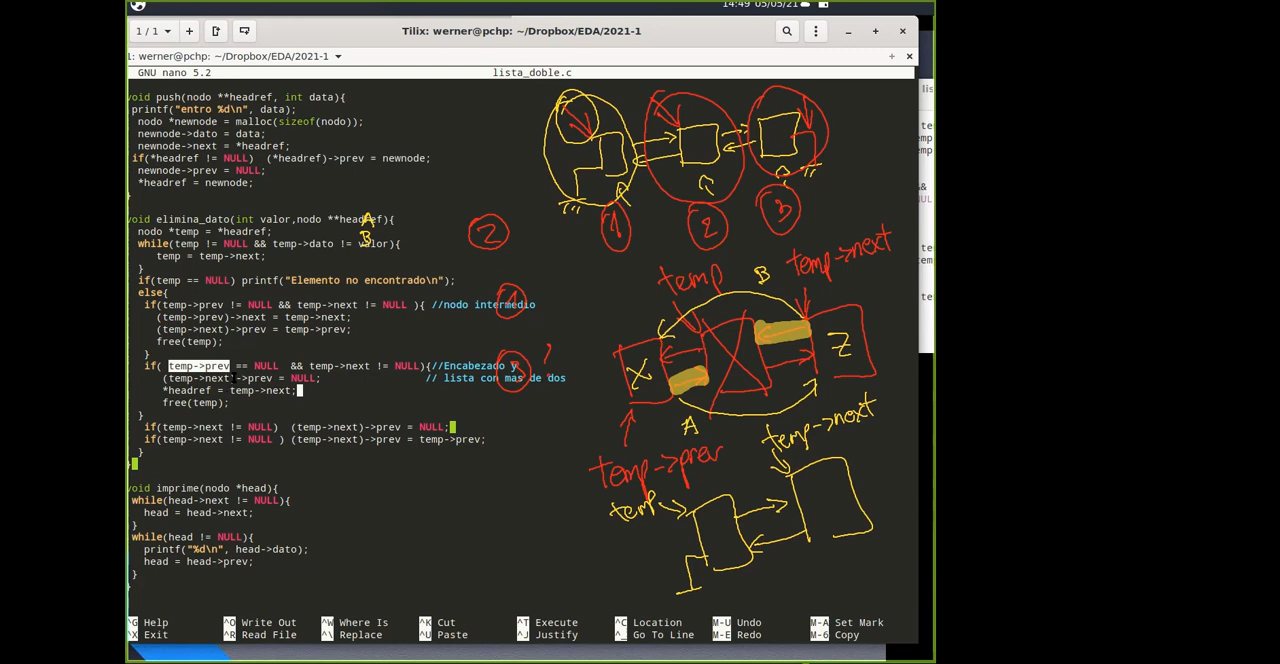 14:49 05/05/21
1 / 1
Tilix: werner@pchp: ~/Dropbox/EDA/2021-1
1: werner@pchp: ~/Dropbox/EDA/2021-1
GNU nano 5.2 lista_doble.c
void push(nodo **headref, int data){
printf("entro %d\n", data);
nodo *newnode = malloc(sizeof(nodo));
newnode->dato = data;
newnode->next = *headref;
if(*headref != NULL) (*headref)->prev = newnode;
newnode->prev = NULL;
*headref = newnode;
1 2 3
void elimina_dato(int valor,nodo **headref){
A
nodo *temp = *headref;
2
B
while(temp != NULL && temp->dato != valor){
temp = temp->next;
}
if(temp == NULL) printf("Elemento no encontrado\n");
else{
if(temp->prev != NULL && temp->next != NULL ){ //nodo intermedio
(temp->prev)->next = temp->next;
(temp->next)->prev = temp->prev;
free(temp);
}
if( temp->prev == NULL && temp->next != NULL){//Encabezado y
(temp->next)->prev = NULL; // lista con mas de dos
*headref = temp->next;
free(temp);
}
if(temp->next != NULL) (temp->next)->prev = NULL;
if(temp->next != NULL ) (temp->next)->prev = temp->prev;
}
}
temp B temp->next
X Z
A
temp->prev
temp->next
temp
void imprime(nodo *head){
while(head->next != NULL){
head = head->next;
}
while(head != NULL){
printf("%d\n", head->dato);
head = head->prev;
}
}
^G Help ^O Write Out ^W Where Is ^K Cut ^T Execute ^C Location M-U Undo M-A Set Mark
^X Exit ^R Read File ^\ Replace ^U Paste ^J Justify ^_ Go To Line M-E Redo M-6 Copy